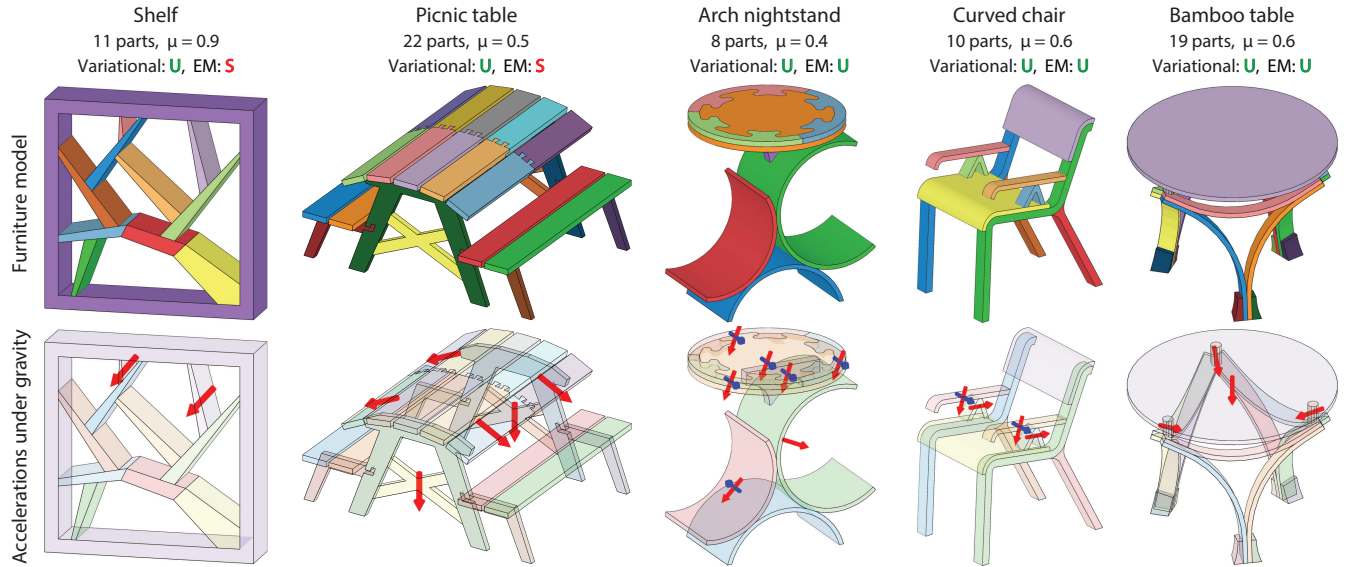 Shelf
11 parts, μ = 0.9
Variational: U, EM: S
Picnic table
22 parts, μ = 0.5
Variational: U, EM: S
Arch nightstand
8 parts, μ = 0.4
Variational: U, EM: U
Curved chair
10 parts, μ = 0.6
Variational: U, EM: U
Bamboo table
19 parts, μ = 0.6
Variational: U, EM: U
Furniture model
Accelerations under gravity